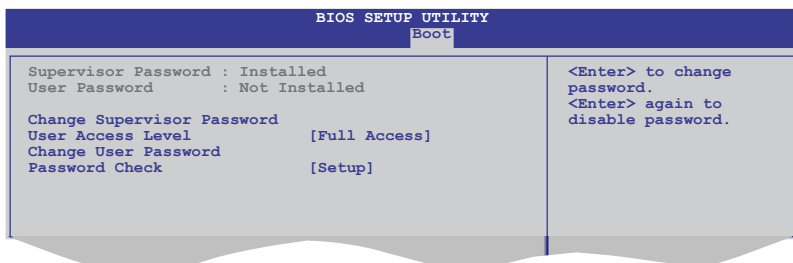 BIOS SETUP UTILITY
Boot
Supervisor Password : Installed
User Password : Not Installed
Change Supervisor Password
User Access Level [Full Access]
Change User Password
Password Check [Setup]
<Enter> to change
password.
<Enter> again to
disable password.